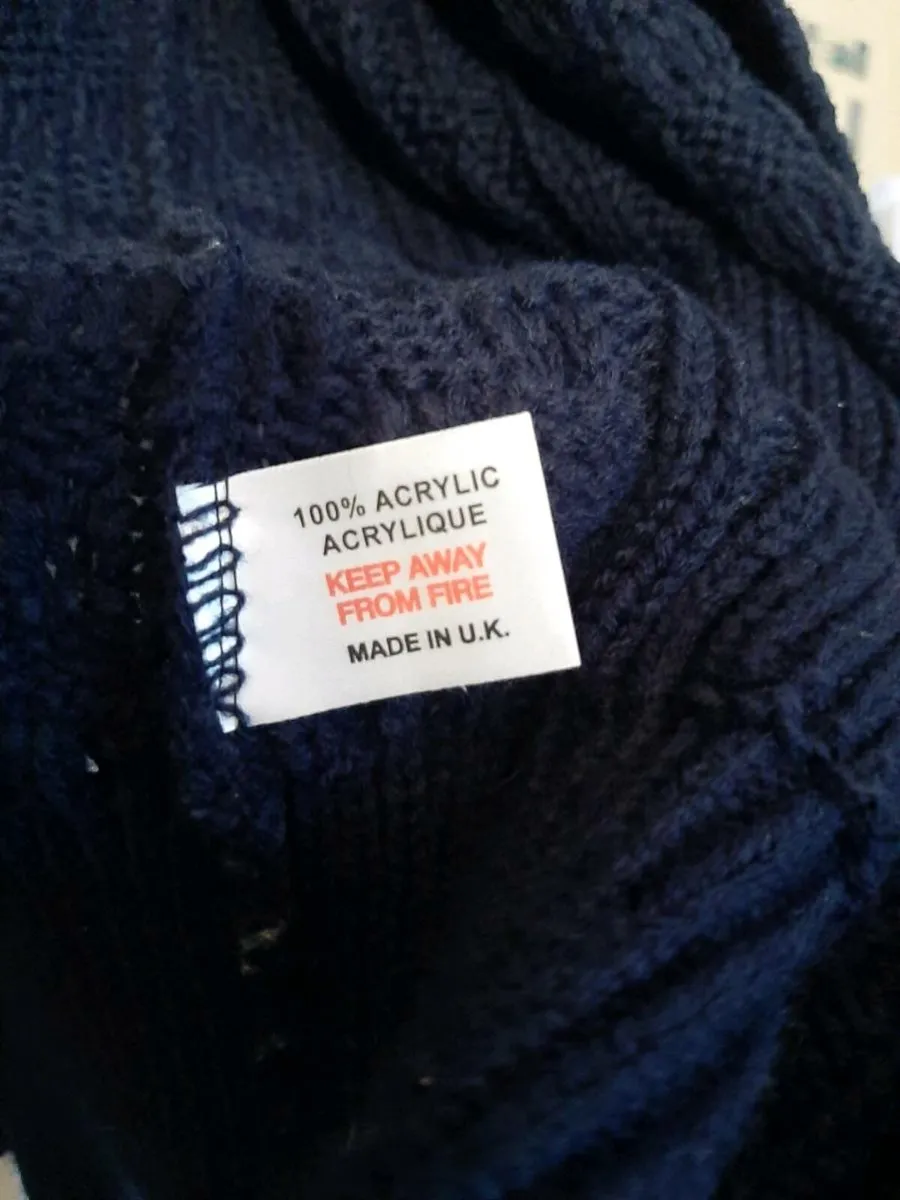 100% ACRYLIC
ACRYLIQUE
KEEP AWAY
FROM FIRE
MADE IN U.K.